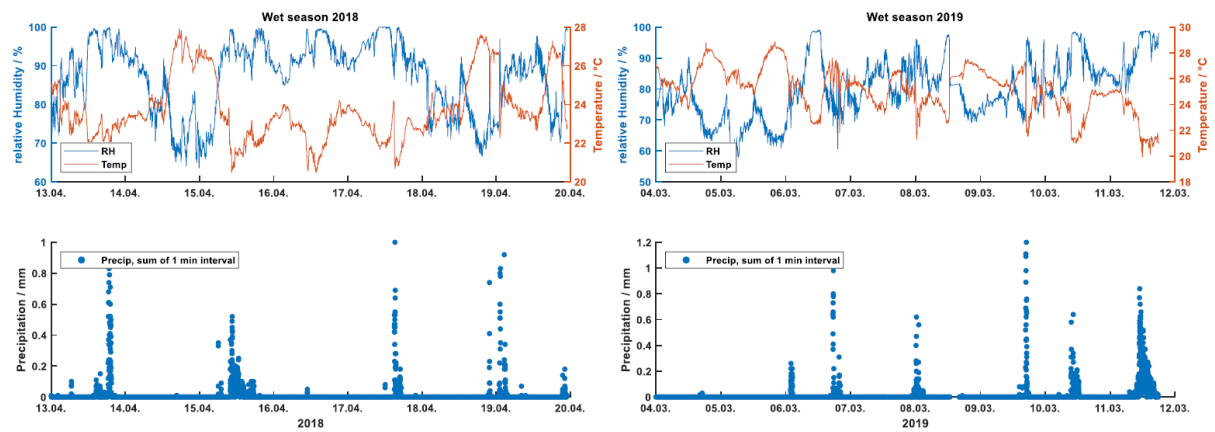 Wet season 2018
relative Humidity / %
100
90
80
70
60
28
26
24
22
20
Temperature / °C
RH
Temp
13.04. 14.04. 15.04. 16.04. 17.04. 18.04. 19.04. 20.04.
Wet season 2019
relative Humidity / %
100
90
80
70
60
50
30
28
26
24
22
20
18
Temperature / °C
RH
Temp
04.03. 05.03. 06.03. 07.03. 08.03. 09.03. 10.03. 11.03. 12.03.
Precipitation / mm
1
0.8
0.6
0.4
0.2
0
Precip, sum of 1 min interval
13.04. 14.04. 15.04. 16.04. 17.04. 18.04. 19.04. 20.04.
2018
Precipitation / mm
1.2
1
0.8
0.6
0.4
0.2
0
Precip, sum of 1 min interval
04.03. 05.03. 06.03. 07.03. 08.03. 09.03. 10.03. 11.03. 12.03.
2019